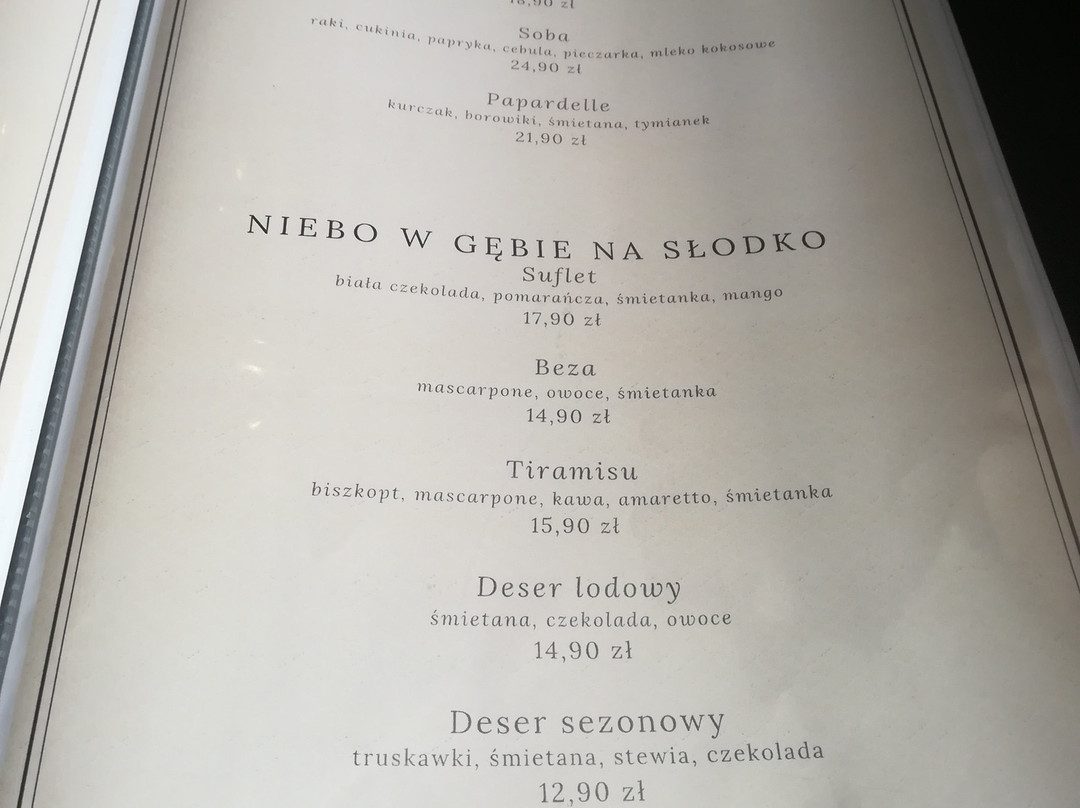 18,90 zł
Soba
raki, cukinia, papryka, cebula, pieczarka, mleko kokosowe
24,90 zł
Papardelle
kurczak, borowiki, śmietana, tymianek
21,90 zł
NIEBO W GĘBIE NA SŁODKO
Suflet
biała czekolada, pomarańcza, śmietanka, mango
17,90 zł
Beza
mascarpone, owoce, śmietanka
14,90 zł
Tiramisu
biszkopt, mascarpone, kawa, amaretto, śmietanka
15,90 zł
Deser lodowy
śmietana, czekolada, owoce
14,90 zł
Deser sezonowy
truskawki, śmietana, stewia, czekolada
12,90 zł